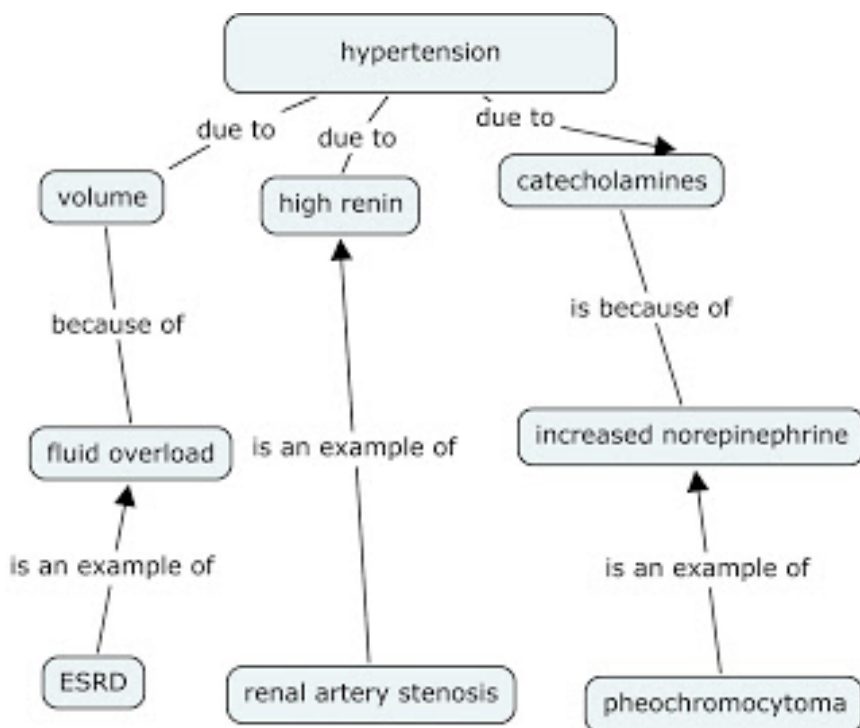 hypertension
due to
due to
due to
volume
high renin
catecholamines
because of
is because of
fluid overload
is an example of
increased norepinephrine
is an example of
is an example of
ESRD
renal artery stenosis
pheochromocytoma